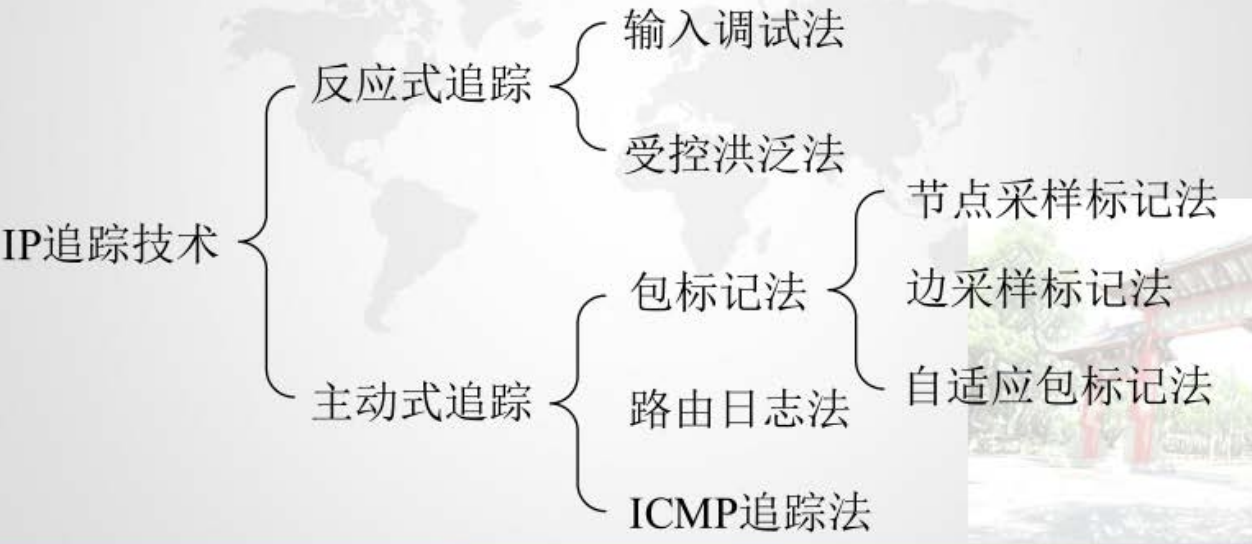 输入调试法
反应式追踪
受控洪泛法
节点采样标记法
IP追踪技术
包标记法
边采样标记法
自适应包标记法
主动式追踪
路由日志法
ICMP追踪法